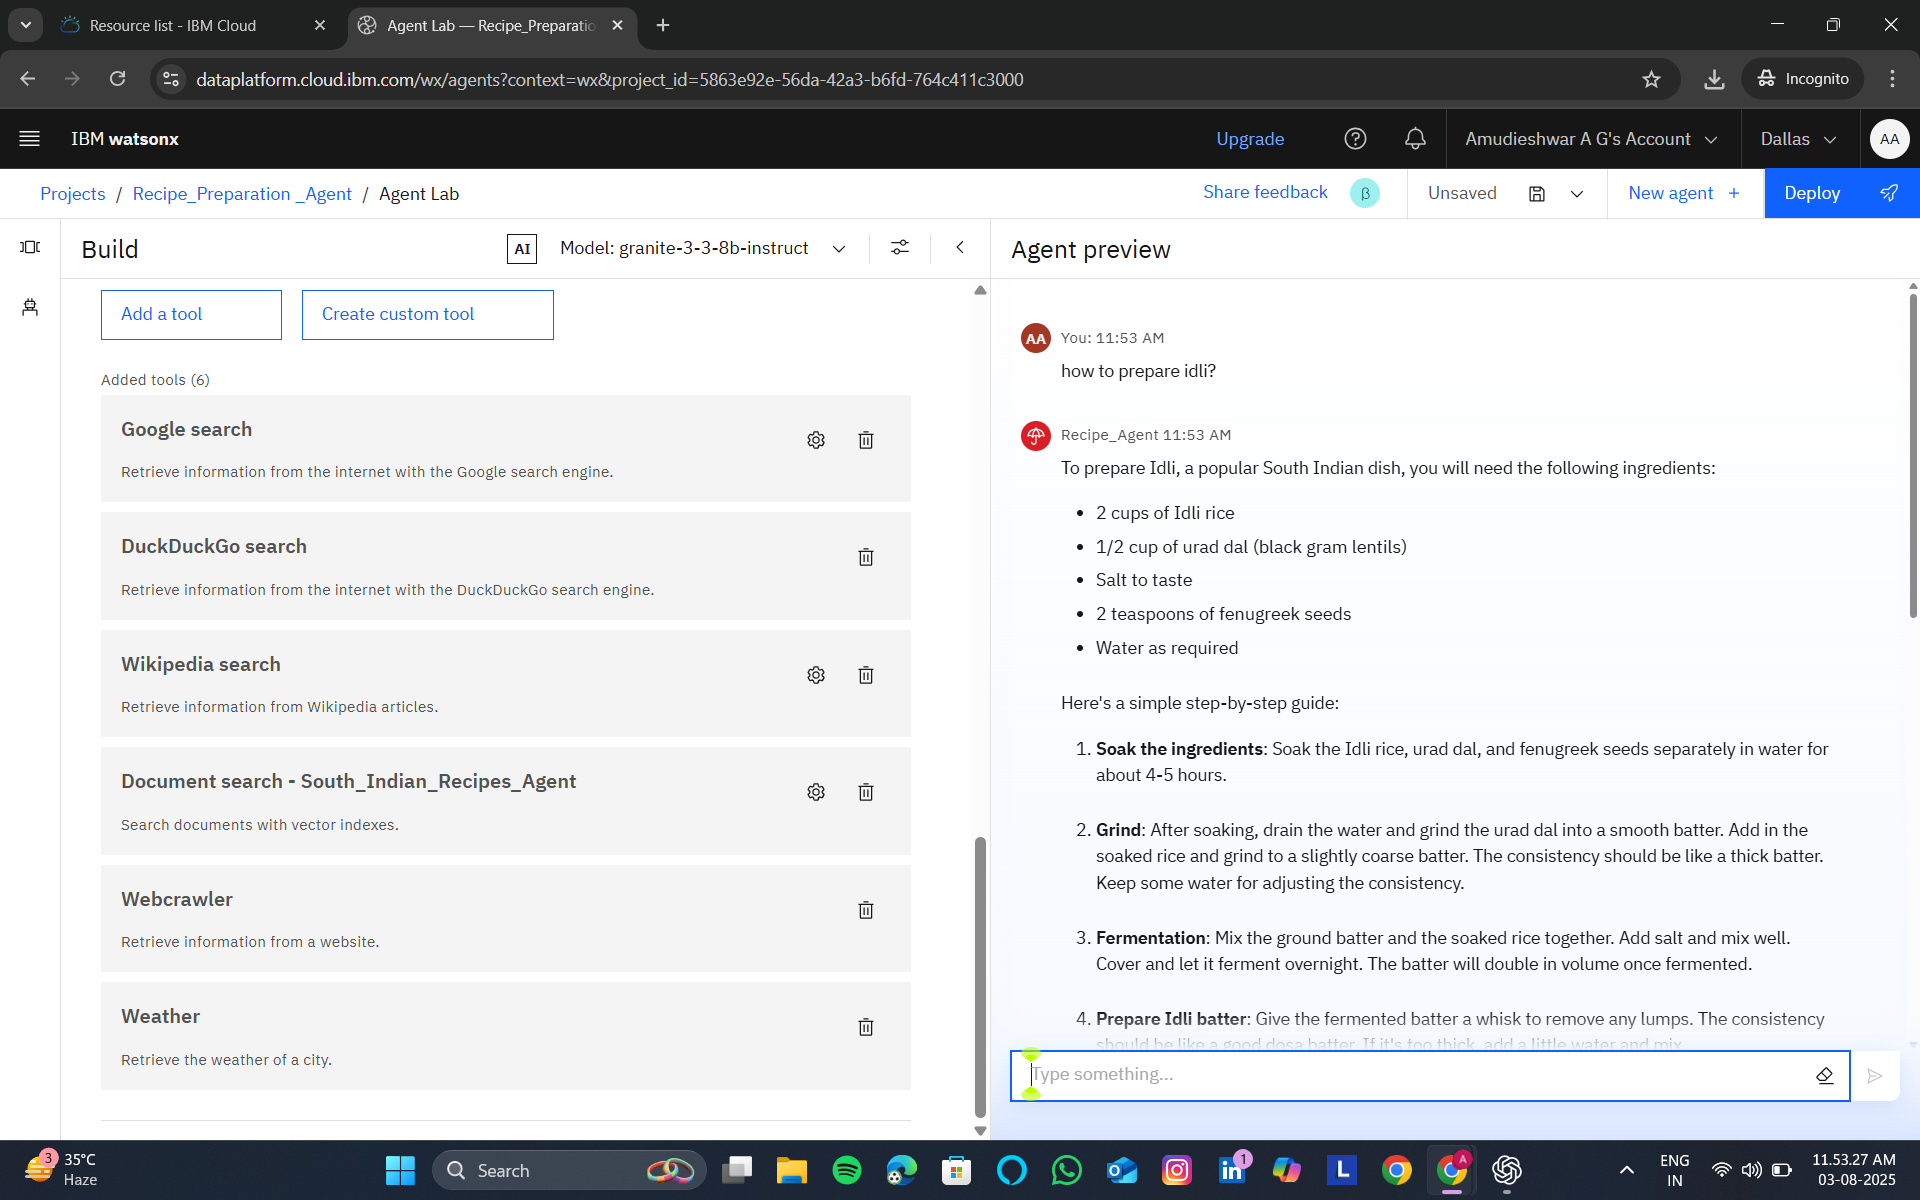 Resource list - IBM Cloud
Agent Lab — Recipe_Preparatio
dataplatform.cloud.ibm.com/wx/agents?context=wx&project_id=5863e92e-56da-42a3-b6fd-764c411c3000
Incognito
IBM watsonx
Upgrade
Amudieshwar A G's Account
Dallas
AA
Projects / Recipe_Preparation _Agent / Agent Lab
Share feedback
β
Unsaved
New agent +
Deploy
Build
AI
Model: granite-3-3-8b-instruct
Add a tool
Create custom tool
Added tools (6)
Google search
Retrieve information from the internet with the Google search engine.
DuckDuckGo search
Retrieve information from the internet with the DuckDuckGo search engine.
Wikipedia search
Retrieve information from Wikipedia articles.
Document search - South_Indian_Recipes_Agent
Search documents with vector indexes.
Webcrawler
Retrieve information from a website.
Weather
Retrieve the weather of a city.
Agent preview
AA
You: 11:53 AM
how to prepare idli?
Recipe_Agent 11:53 AM
To prepare Idli, a popular South Indian dish, you will need the following ingredients:
• 2 cups of Idli rice
• 1/2 cup of urad dal (black gram lentils)
• Salt to taste
• 2 teaspoons of fenugreek seeds
• Water as required
Here's a simple step-by-step guide:
1. Soak the ingredients: Soak the Idli rice, urad dal, and fenugreek seeds separately in water for
about 4-5 hours.
2. Grind: After soaking, drain the water and grind the urad dal into a smooth batter. Add in the
soaked rice and grind to a slightly coarse batter. The consistency should be like a thick batter.
Keep some water for adjusting the consistency.
3. Fermentation: Mix the ground batter and the soaked rice together. Add salt and mix well.
Cover and let it ferment overnight. The batter will double in volume once fermented.
4. Prepare Idli batter: Give the fermented batter a whisk to remove any lumps. The consistency
should be like a good dosa batter. If it's too thick, add a little water and mix.
Type something...
3
35°C
Haze
Search
1
L
A
ENG
IN
11.53.27 AM
03-08-2025